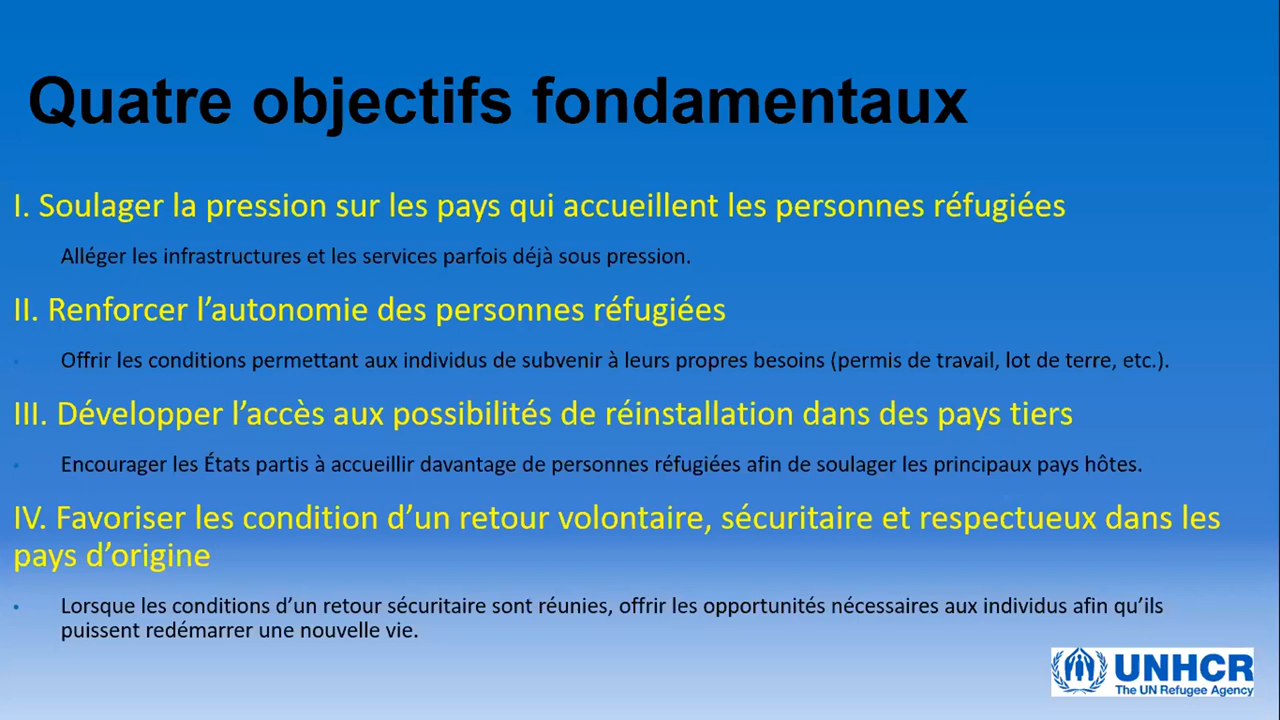 Quatre objectifs fondamentaux
I. Soulager la pression sur les pays qui accueillent les personnes réfugiées
Alléger les infrastructures et les services parfois déjà sous pression.
II. Renforcer l’autonomie des personnes réfugiées
• Offrir les conditions permettant aux individus de subvenir à leurs propres besoins (permis de travail, lot de terre, etc.).
III. Développer l’accès aux possibilités de réinstallation dans des pays tiers
• Encourager les États partis à accueillir davantage de personnes réfugiées afin de soulager les principaux pays hôtes.
IV. Favoriser les condition d’un retour volontaire, sécuritaire et respectueux dans les
pays d’origine
• Lorsque les conditions d’un retour sécuritaire sont réunies, offrir les opportunités nécessaires aux individus afin qu’ils
puissent redémarrer une nouvelle vie.
UNHCR
The UN Refugee Agency